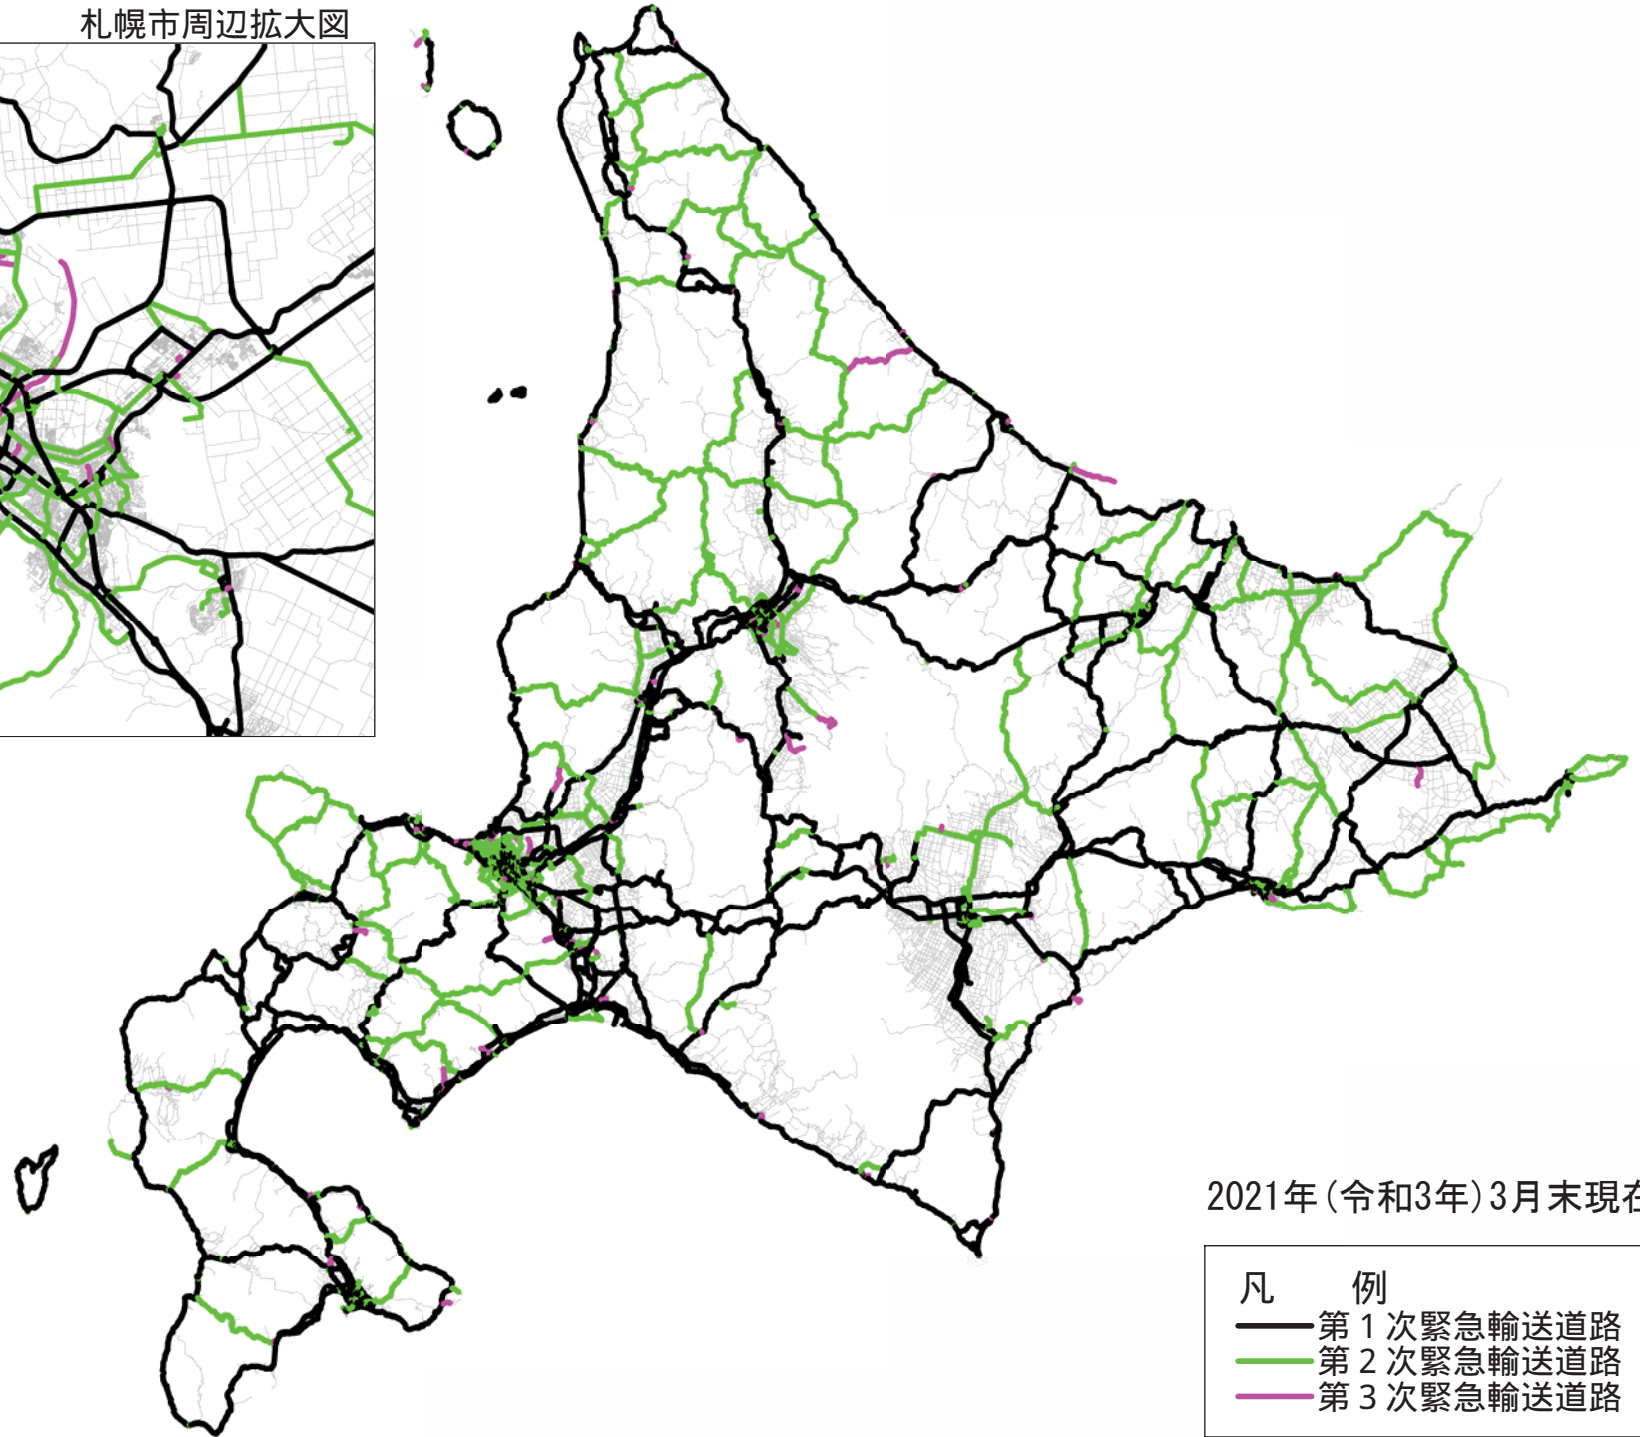 札幌市周辺拡大図
2021年(令和3年)3月末現在
凡　例
第1次緊急輸送道路
第2次緊急輸送道路
第3次緊急輸送道路